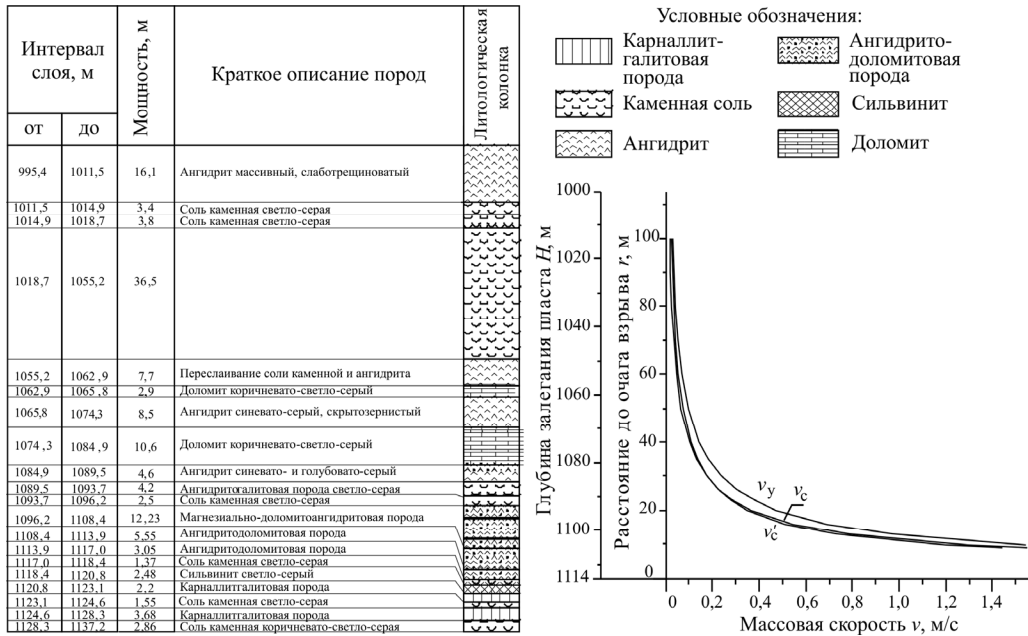 Интервал слоя, м
от
до
Мощность, м
Краткое описание пород
Литологическая колонка
995,4 1011,5 16,1 Ангидрит массивный, слаботрещиноватый
1011,5 1014,9 3,4 Соль каменная светло-серая
1014,9 1018,7 3,8 Соль каменная светло-серая
1018,7 1055,2 36,5
1055,2 1062,9 7,7 Переслаивание соли каменной и ангидрита
1062,9 1065,8 2,9 Доломит коричневато-светло-серый
1065,8 1074,3 8,5 Ангидрит синевато-серый, скрытозернистый
1074,3 1084,9 10,6 Доломит коричневато-светло-серый
1084,9 1089,5 4,6 Ангидрит синевато- и голубовато-серый
1089,5 1093,7 4,2 Ангидритогалитовая порода светло-серая
1093,7 1096,2 2,5 Соль каменная светло-серая
1096,2 1108,4 12,23 Магнезиально-доломитоангидритовая порода
1108,4 1113,9 5,55 Ангидритодоломитовая порода
1113,9 1117,0 3,05 Ангидритодоломитовая порода
1117,0 1118,4 1,37 Соль каменная светло-серая
1118,4 1120,8 2,48 Сильвинит светло-серый
1120,8 1123,1 2,2 Карналлитгалитовая порода
1123,1 1124,6 1,55 Соль каменная светло-серая
1124,6 1128,3 3,68 Карналлитгалитовая порода
1128,3 1137,2 2,86 Соль каменная коричневато-светло-серая
Условные обозначения:
Карналлит-
галитовая
порода
Каменная соль
Ангидрит
Ангидрито-
доломитовая
порода
Сильвинит
Доломит
Глубина залегания пласта H, м
1000
1020
1040
1060
1080
1100
1114
Расстояние до очага взрыва r, м
100
80
60
40
20
0
vу
vс
v′с
0 0,2 0,4 0,6 0,8 1,0 1,2 1,4
Массовая скорость v, м/с